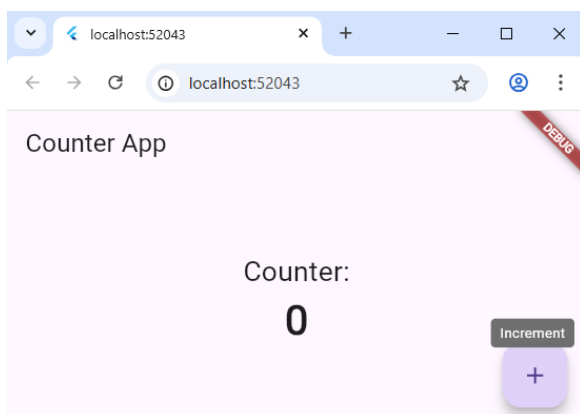 localhost:52043
localhost:52043
Counter App
DEBUG
Counter:
0
Increment
+